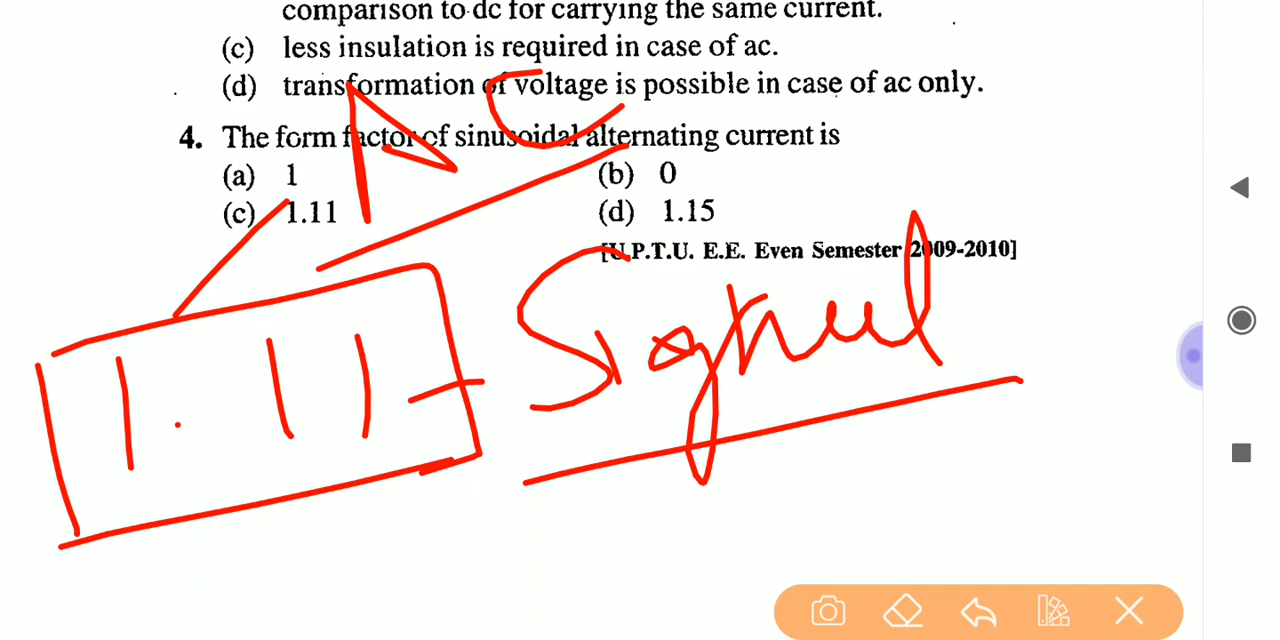 comparison to dc for carrying the same current.
(c) less insulation is required in case of ac.
(d) transformation of voltage is possible in case of ac only.
AC
4. The form factor of sinusoidal alternating current is
(a) 1 (b) 0
(c) 1.11 (d) 1.15
[U.P.T.U. E.E. Even Semester 2009-2010]
1.11 - Signal